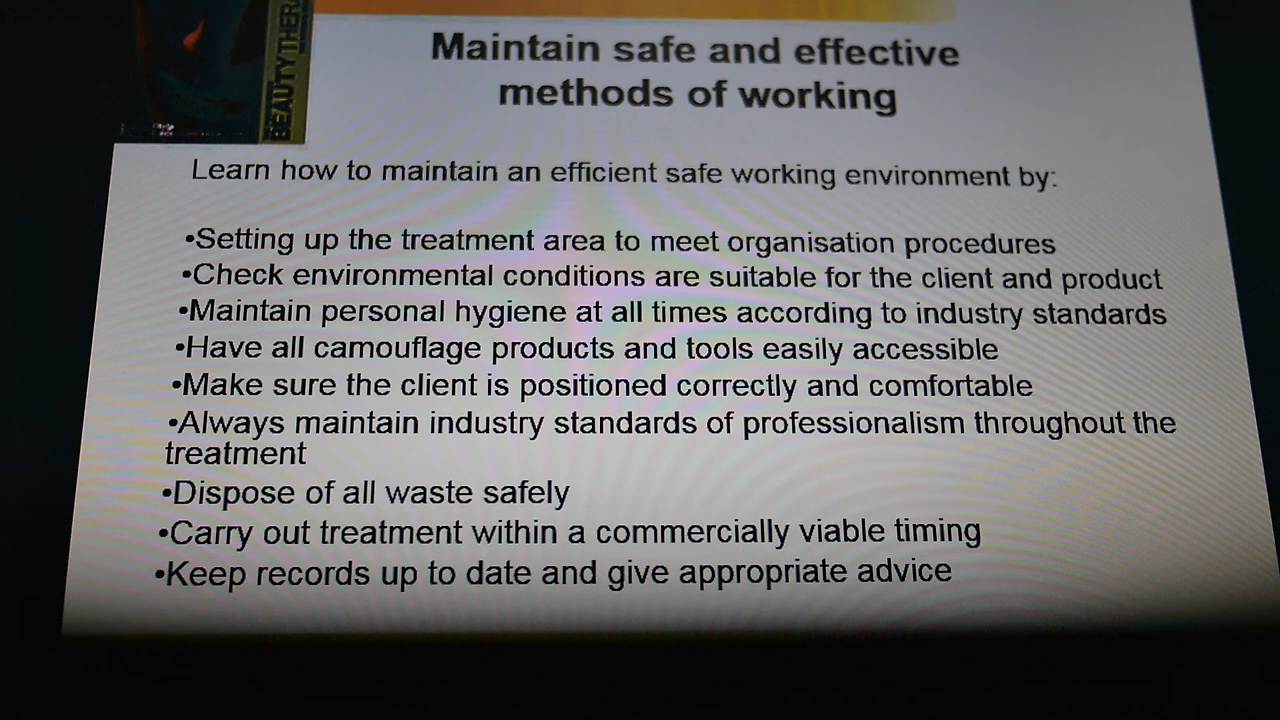 BEAUTYTHERA
Maintain safe and effective
methods of working
Learn how to maintain an efficient safe working environment by:
•Setting up the treatment area to meet organisation procedures
•Check environmental conditions are suitable for the client and product
•Maintain personal hygiene at all times according to industry standards
•Have all camouflage products and tools easily accessible
•Make sure the client is positioned correctly and comfortable
•Always maintain industry standards of professionalism throughout the
treatment
•Dispose of all waste safely
•Carry out treatment within a commercially viable timing
•Keep records up to date and give appropriate advice